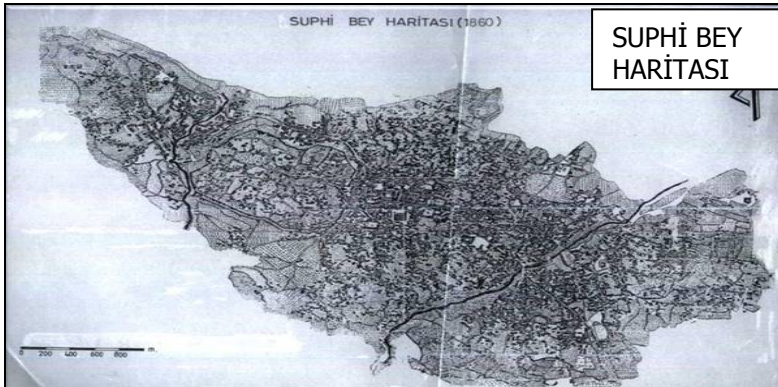 SUPHİ BEY HARİTASI (1860)
SUPHİ BEY
HARİTASI
0 200 400 600 800 m.